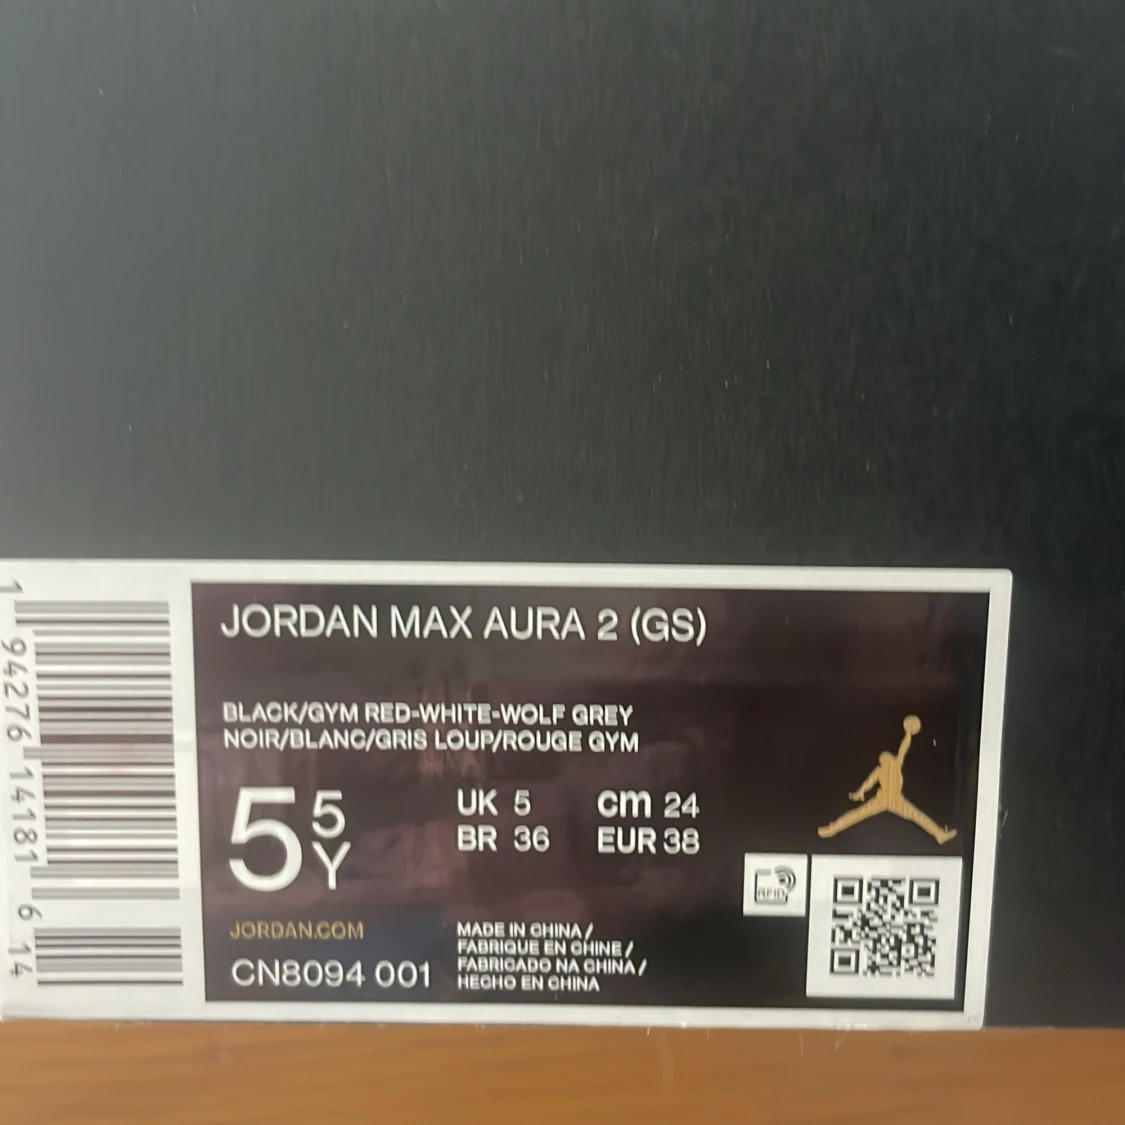 JORDAN MAX AURA 2 (GS)
BLACK/GYM RED-WHITE-WOLF GREY
NOIR/BLANC/GRIS LOUP/ROUGE GYM
5 5Y
UK 5 cm 24
BR 36 EUR 38
JORDAN.COM
CN8094 001
MADE IN CHINA /
FABRIQUE EN CHINE /
FABRICADO NA CHINA /
HECHO EN CHINA
RFID
1 94276 14181 6 14